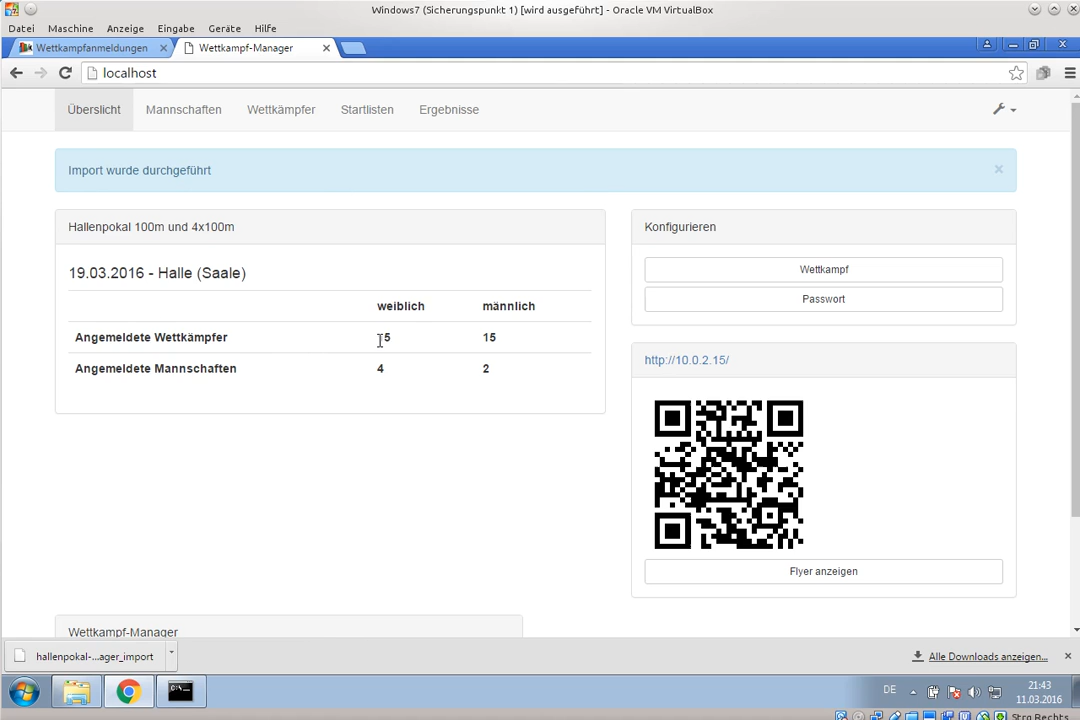 Windows7 (Sicherungspunkt 1) [wird ausgeführt] - Oracle VM VirtualBox
Datei Maschine Anzeige Eingabe Geräte Hilfe
Wettkampfanmeldungen
Wettkampf-Manager
localhost
Übersicht Mannschaften Wettkämpfer Startlisten Ergebnisse
Import wurde durchgeführt
Hallenpokal 100m und 4x100m
19.03.2016 - Halle (Saale)
weiblich männlich
Angemeldete Wettkämpfer 5 15
Angemeldete Mannschaften 4 2
Konfigurieren
Wettkampf
Passwort
http://10.0.2.15/
Flyer anzeigen
Wettkampf-Manager
hallenpokal-...ager_import
Alle Downloads anzeigen...
DE
21:43
11.03.2016
Strg Rechts